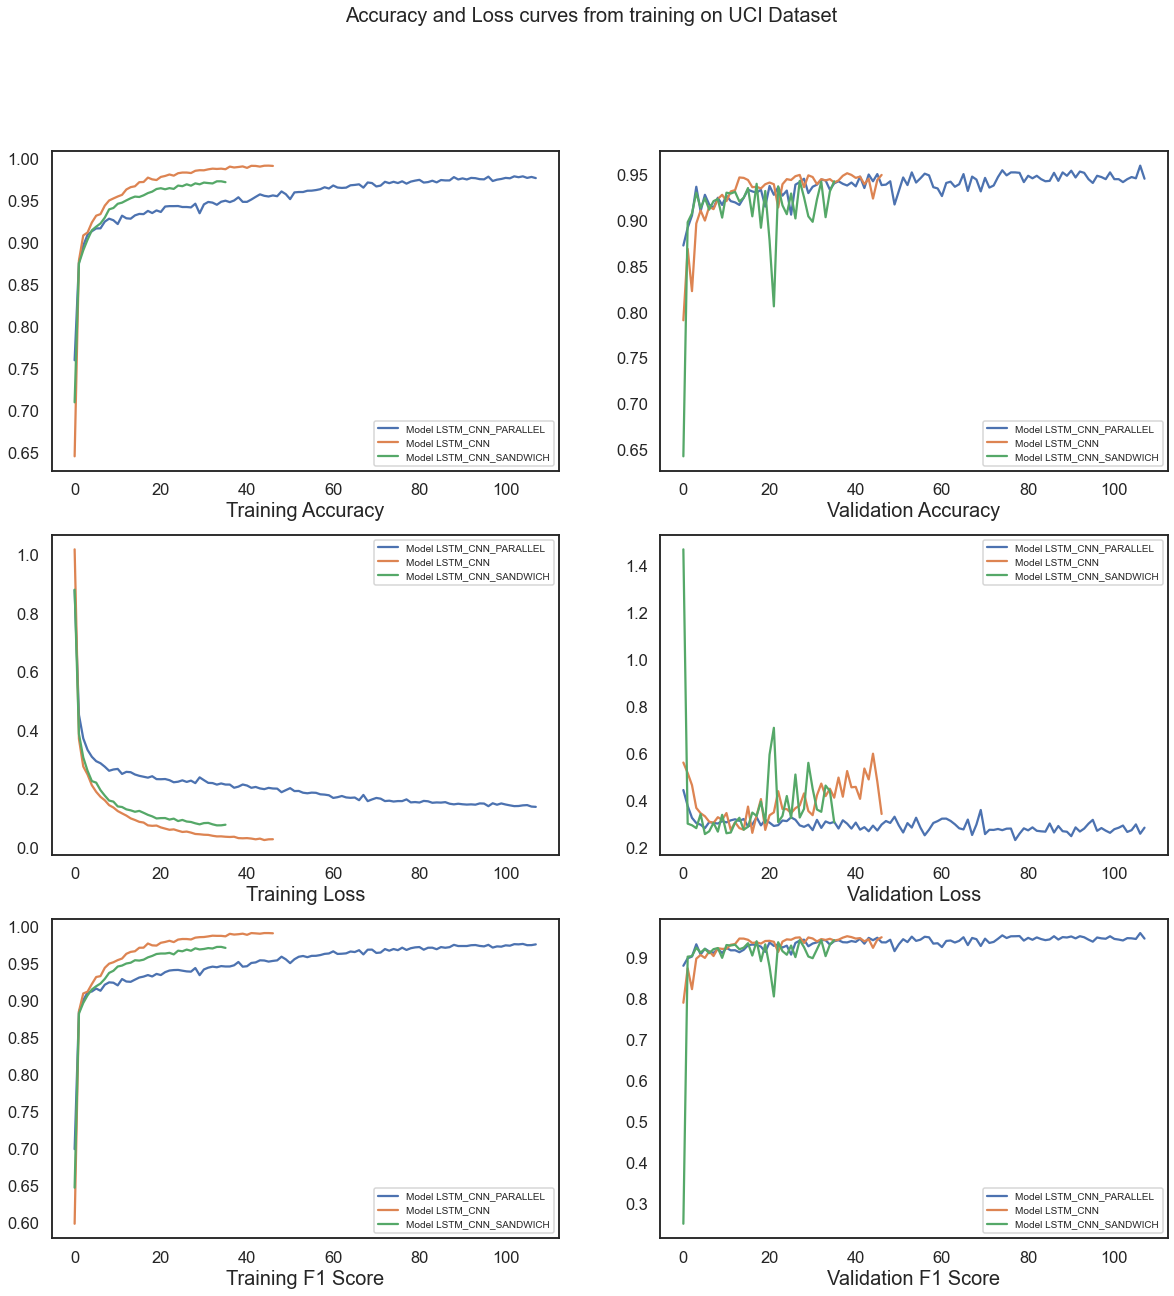 Accuracy and Loss curves from training on UCI Dataset
1.00
0.95
0.90
0.85
0.80
0.75
0.70
0.65
Model LSTM_CNN_PARALLEL
Model LSTM_CNN
Model LSTM_CNN_SANDWICH
0 20 40 60 80 100
Training Accuracy
0.95
0.90
0.85
0.80
0.75
0.70
0.65
Model LSTM_CNN_PARALLEL
Model LSTM_CNN
Model LSTM_CNN_SANDWICH
0 20 40 60 80 100
Validation Accuracy
1.0
0.8
0.6
0.4
0.2
0.0
Model LSTM_CNN_PARALLEL
Model LSTM_CNN
Model LSTM_CNN_SANDWICH
0 20 40 60 80 100
Training Loss
1.4
1.2
1.0
0.8
0.6
0.4
0.2
Model LSTM_CNN_PARALLEL
Model LSTM_CNN
Model LSTM_CNN_SANDWICH
0 20 40 60 80 100
Validation Loss
1.00
0.95
0.90
0.85
0.80
0.75
0.70
0.65
0.60
Model LSTM_CNN_PARALLEL
Model LSTM_CNN
Model LSTM_CNN_SANDWICH
0 20 40 60 80 100
Training F1 Score
0.9
0.8
0.7
0.6
0.5
0.4
0.3
Model LSTM_CNN_PARALLEL
Model LSTM_CNN
Model LSTM_CNN_SANDWICH
0 20 40 60 80 100
Validation F1 Score